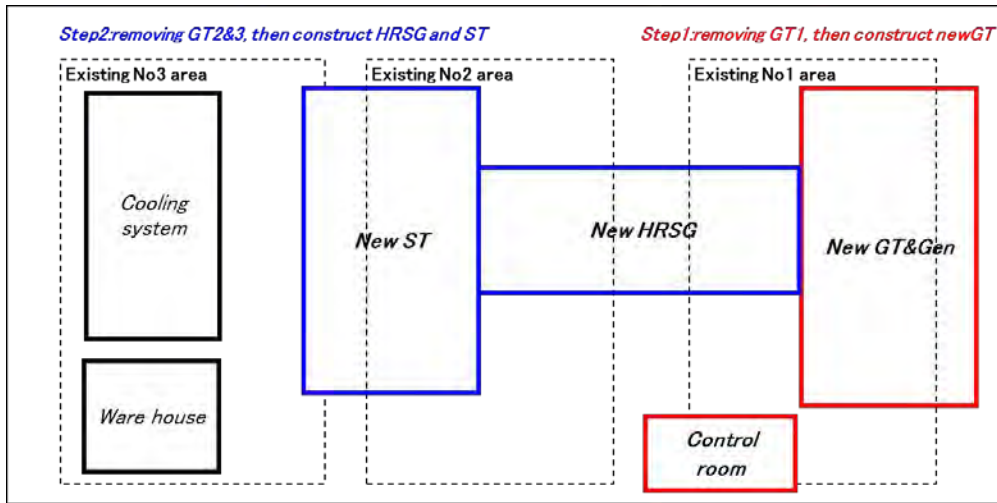 Step2:removing GT2&3, then construct HRSG and ST
Step1:removing GT1, then construct newGT
Existing No3 area
Existing No2 area
Existing No1 area
Cooling
system
New ST
New HRSG
New GT&Gen
Ware house
Control
room